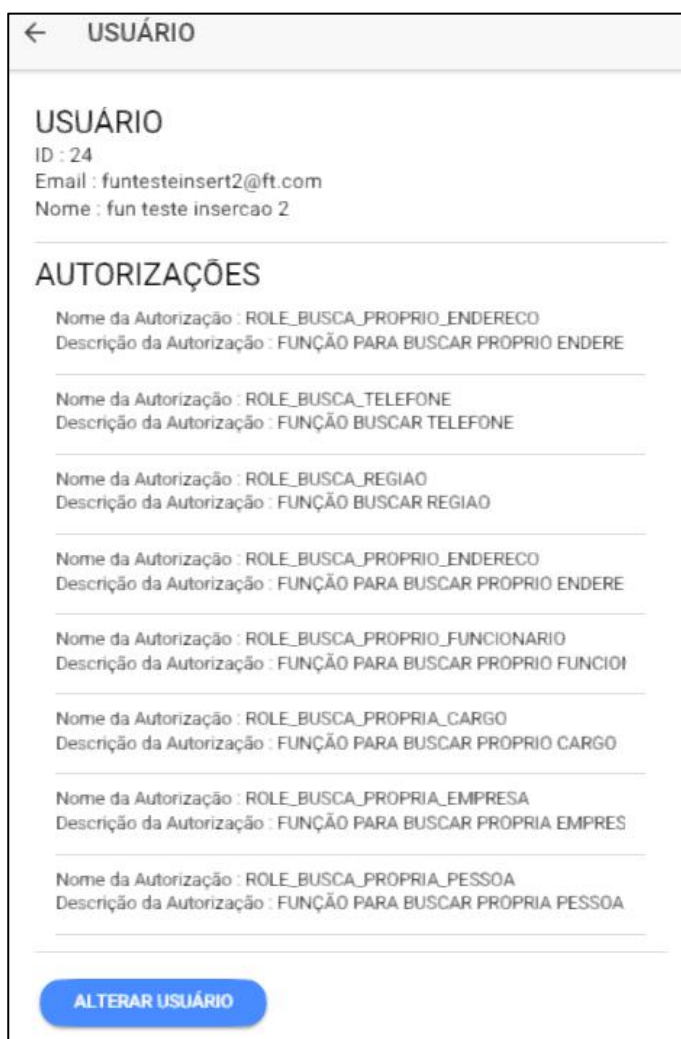 ← USUÁRIO
USUÁRIO
ID : 24
Email : funtesteinsert2@ft.com
Nome : fun teste insercao 2
AUTORIZAÇÕES
Nome da Autorização : ROLE_BUSCA_PROPRIO_ENDERECO
Descrição da Autorização : FUNÇÃO PARA BUSCAR PROPRIO ENDERE
Nome da Autorização : ROLE_BUSCA_TELEFONE
Descrição da Autorização : FUNÇÃO BUSCAR TELEFONE
Nome da Autorização : ROLE_BUSCA_REGIAO
Descrição da Autorização : FUNÇÃO BUSCAR REGIAO
Nome da Autorização : ROLE_BUSCA_PROPRIO_ENDERECO
Descrição da Autorização : FUNÇÃO PARA BUSCAR PROPRIO ENDERE
Nome da Autorização : ROLE_BUSCA_PROPRIO_FUNCIONARIO
Descrição da Autorização : FUNÇÃO PARA BUSCAR PROPRIO FUNCION
Nome da Autorização : ROLE_BUSCA_PROPRIA_CARGO
Descrição da Autorização : FUNÇÃO PARA BUSCAR PROPRIO CARGO
Nome da Autorização : ROLE_BUSCA_PROPRIA_EMPRESA
Descrição da Autorização : FUNÇÃO PARA BUSCAR PROPRIA EMPRES
Nome da Autorização : ROLE_BUSCA_PROPRIA_PESSOA
Descrição da Autorização : FUNÇÃO PARA BUSCAR PROPRIA PESSOA
ALTERAR USUÁRIO